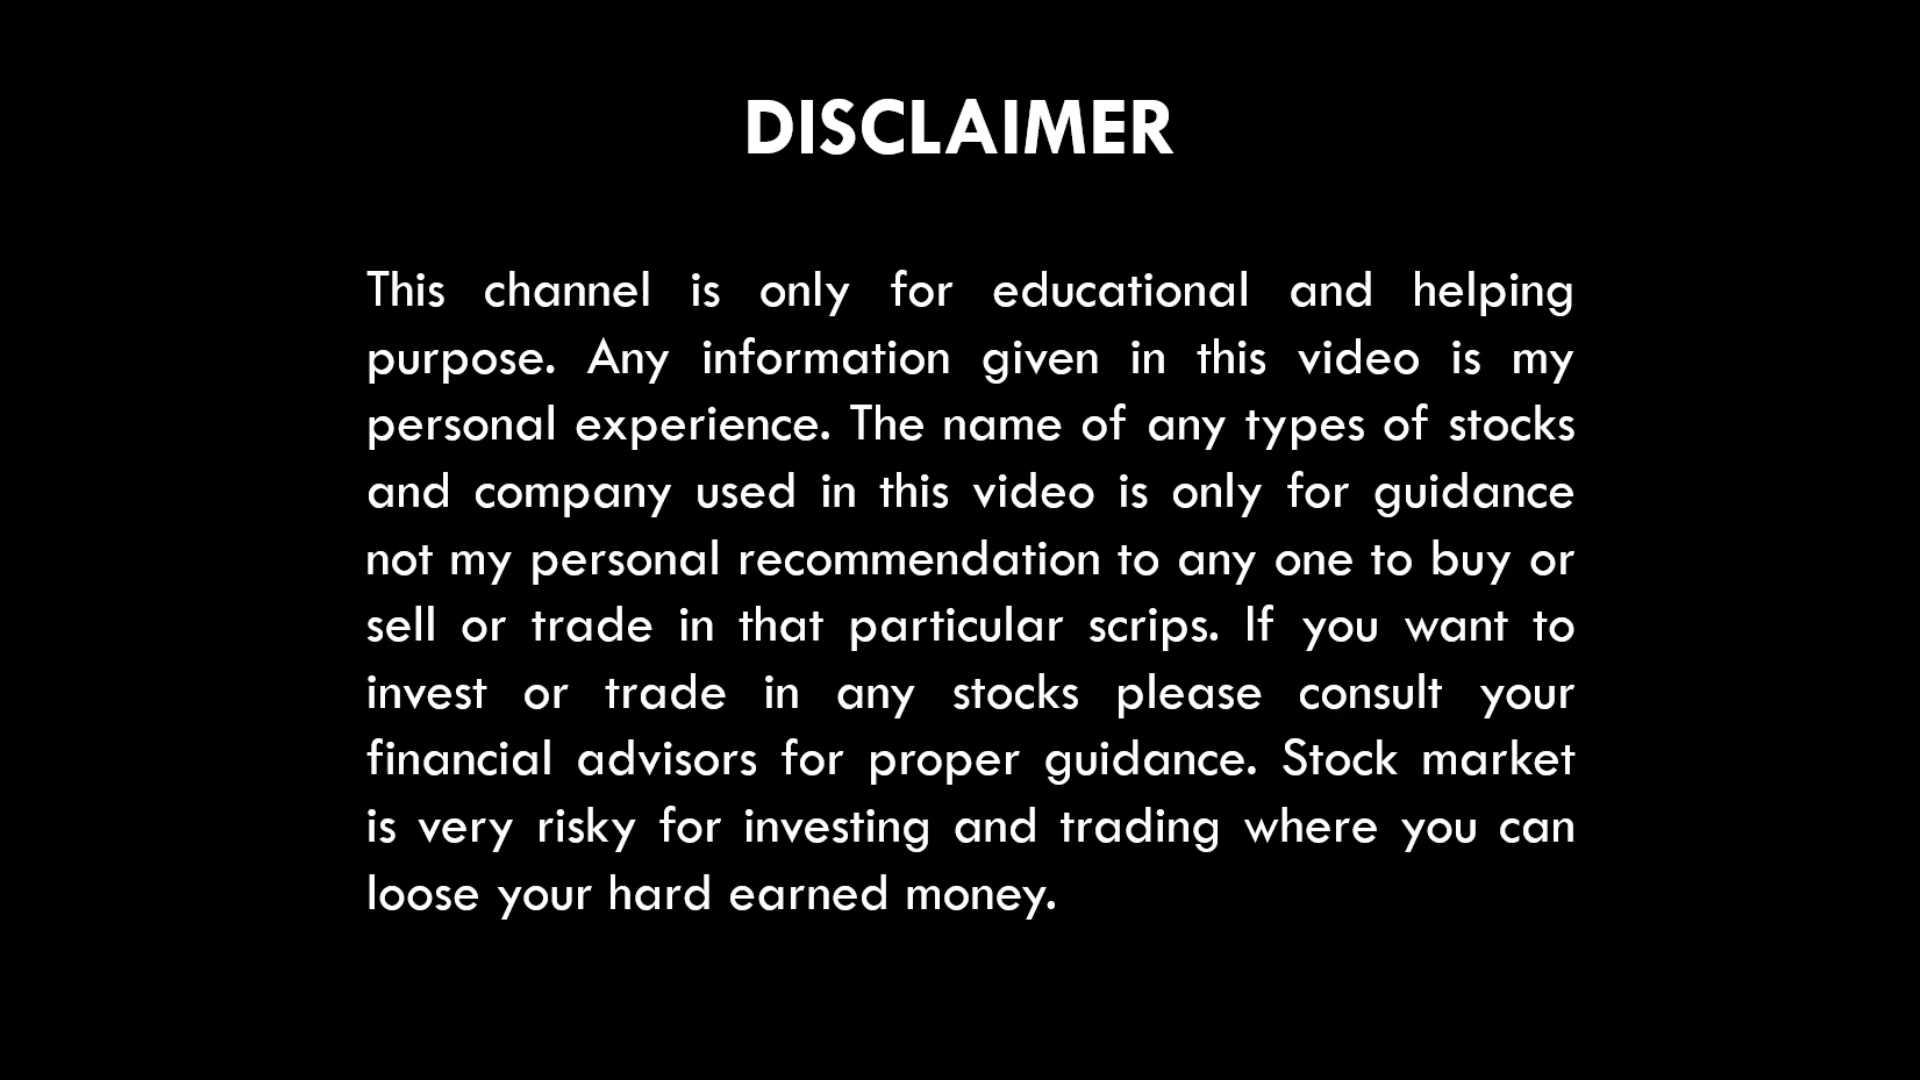 DISCLAIMER
This channel is only for educational and helping
purpose. Any information given in this video is my
personal experience. The name of any types of stocks
and company used in this video is only for guidance
not my personal recommendation to any one to buy or
sell or trade in that particular scrips. If you want to
invest or trade in any stocks please consult your
financial advisors for proper guidance. Stock market
is very risky for investing and trading where you can
loose your hard earned money.